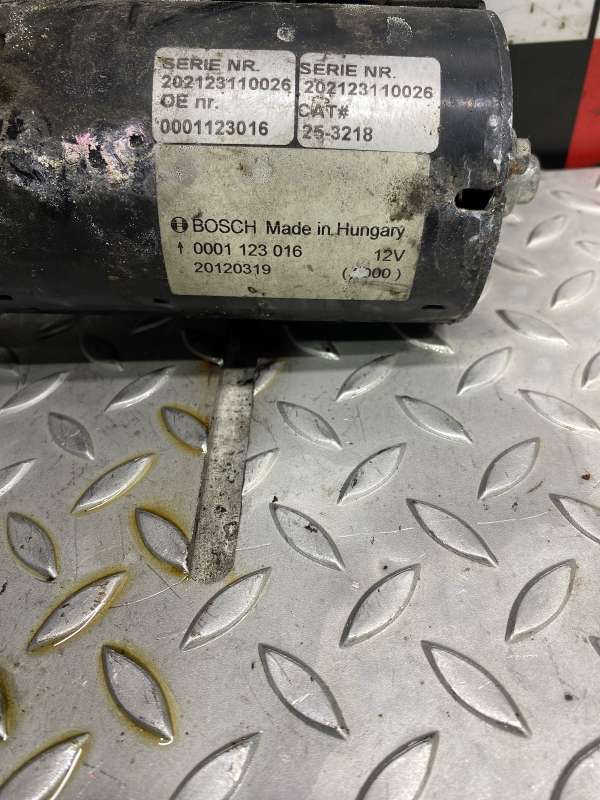 SERIE NR.
202123110026
OE nr.
0001123016
SERIE NR.
202123110026
CAT#
25-3218
BOSCH Made in Hungary
↑ 0001 123 016 12V
20120319